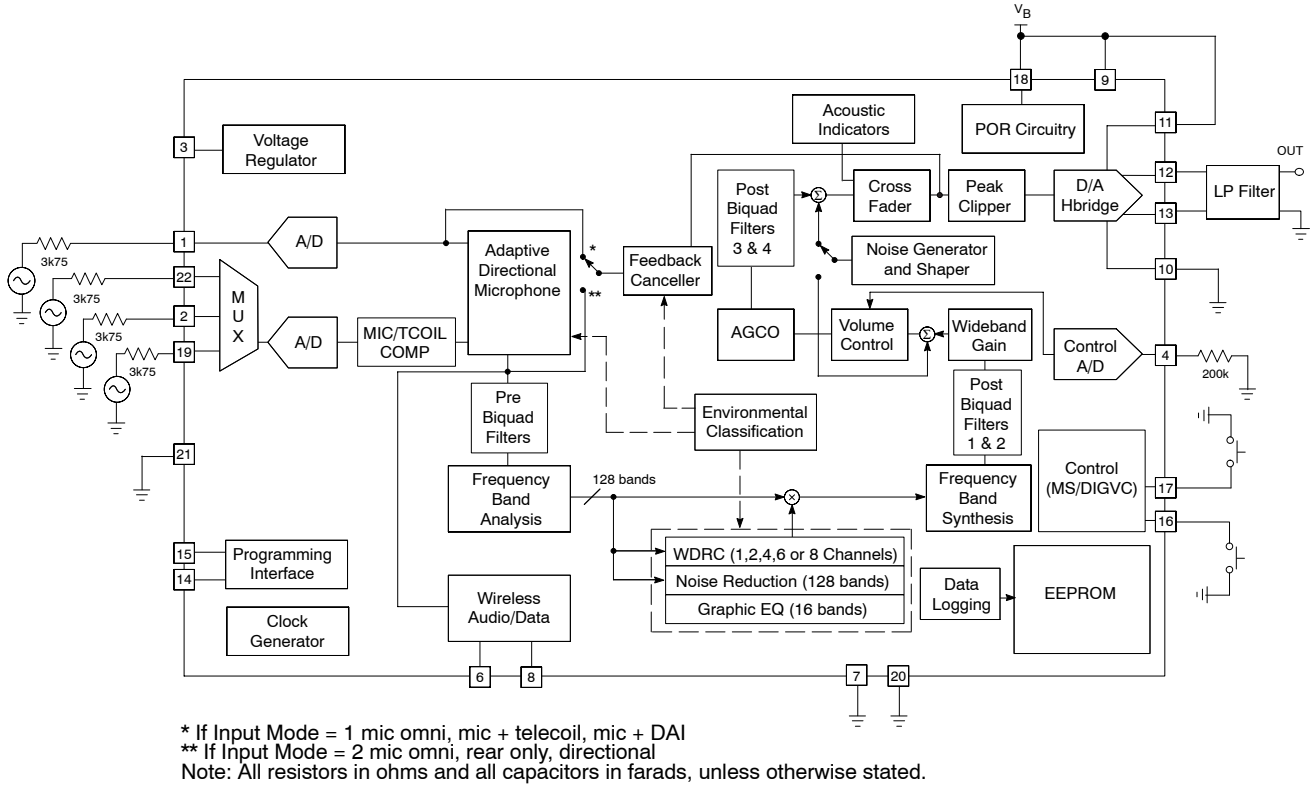 VB
18
9
Acoustic
Indicators
POR Circuitry
11
3
Voltage
Regulator
OUT
12
LP Filter
13
Post
Biquad
Filters
3 & 4
Σ
Cross
Fader
Peak
Clipper
D/A
Hbridge
1
A/D
3k75
Adaptive
Directional
Microphone
*
**
Feedback
Canceller
Noise Generator
and Shaper
10
22
3k75
MUX
2
3k75
A/D
MIC/TCOIL
COMP
19
3k75
AGCO
Volume
Control
Σ
Wideband
Gain
Control
A/D
4
200k
Pre
Biquad
Filters
Environmental
Classification
Post
Biquad
Filters
1 & 2
21
Frequency
Band
Analysis
128 bands
×
Frequency
Band
Synthesis
Control
(MS/DIGVC)
17
16
15
14
Programming
Interface
WDRC (1,2,4,6 or 8 Channels)
Noise Reduction (128 bands)
Graphic EQ (16 bands)
Data
Logging
EEPROM
Clock
Generator
Wireless
Audio/Data
6
8
7
20
* If Input Mode = 1 mic omni, mic + telecoil, mic + DAI
** If Input Mode = 2 mic omni, rear only, directional
Note: All resistors in ohms and all capacitors in farads, unless otherwise stated.